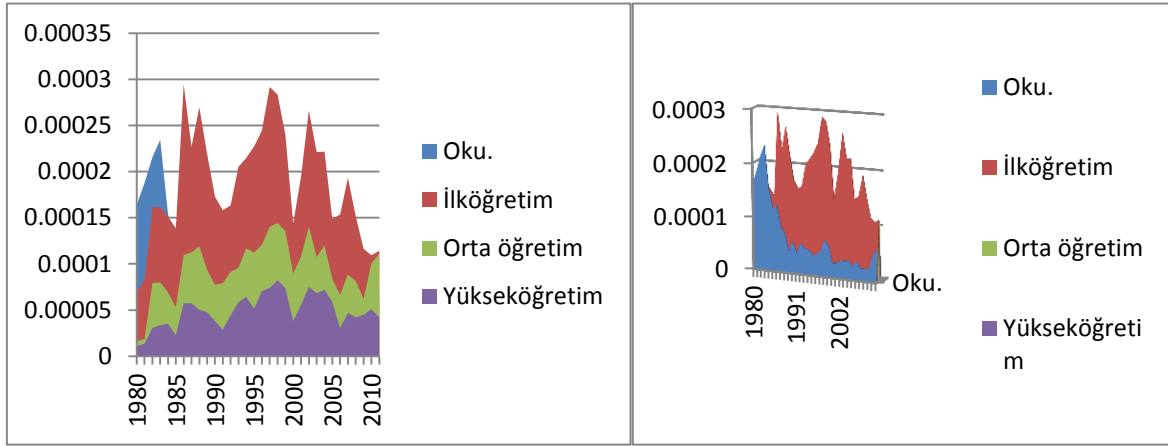 0.00035
0.0003
0.00025
0.0002
0.00015
0.0001
0.00005
0
1980
1985
1990
1995
2000
2005
2010
Oku.
İlköğretim
Orta öğretim
Yükseköğretim
0.0003
0.0002
0.0001
0
1980
1991
2002
Oku.
Oku.
İlköğretim
Orta öğretim
Yükseköğreti
m